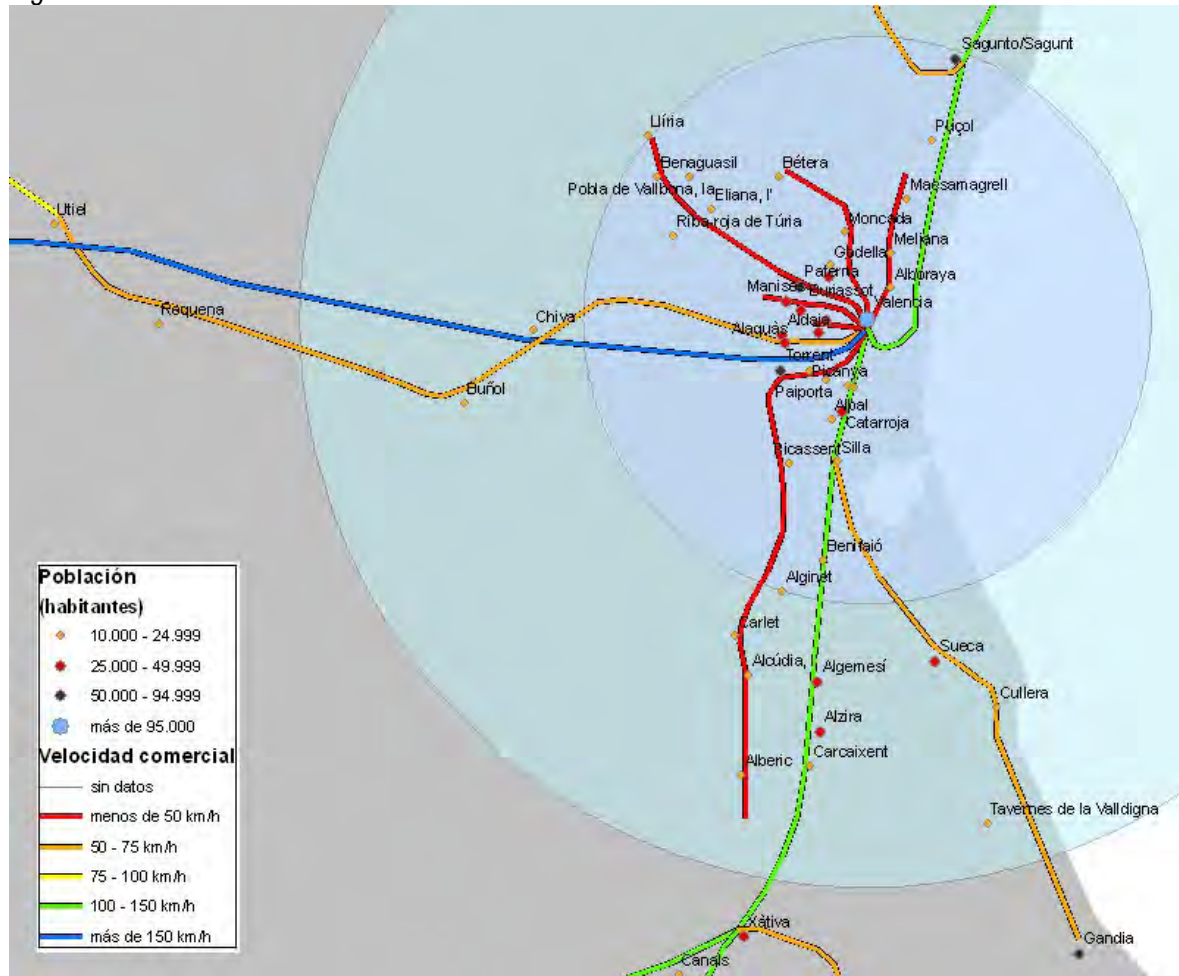 Sagunto/Sagunt
Puçol
Llíria
Benaguasil
Bétera
Massamagrell
Pobla de Vallbona, la
Eliana, l'
Utiel
Riba-roja de Túria
Moncada
Godella
Meliana
Paterna
Alboraya
Manises
Burjassot
Valencia
Requena
Chiva
Alaquàs
Aldaia
Torrent
Picanya
Buñol
Paiporta
Albal
Catarroja
Picassent
Silla
Benifaió
Alginet
Carlet
Sueca
Alcúdia,
Algemesí
Cullera
Alzira
Carcaixent
Alberic
Tavernes de la Valldigna
Xàtiva
Gandia
Canals
Población
(habitantes)
10.000 - 24.999
25.000 - 49.999
50.000 - 94.999
más de 95.000
Velocidad comercial
sin datos
menos de 50 km/h
50 - 75 km/h
75 - 100 km/h
100 - 150 km/h
más de 150 km/h